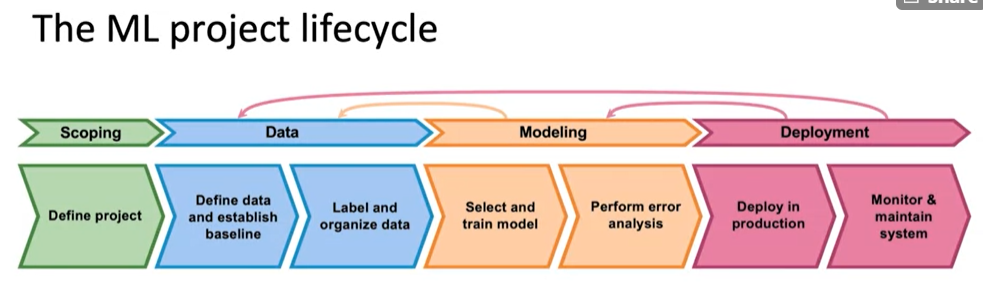 Share
The ML project lifecycle
Scoping
Data
Modeling
Deployment
Define project
Define data
and establish
baseline
Label and
organize data
Select and
train model
Perform error
analysis
Deploy in
production
Monitor &
maintain
system